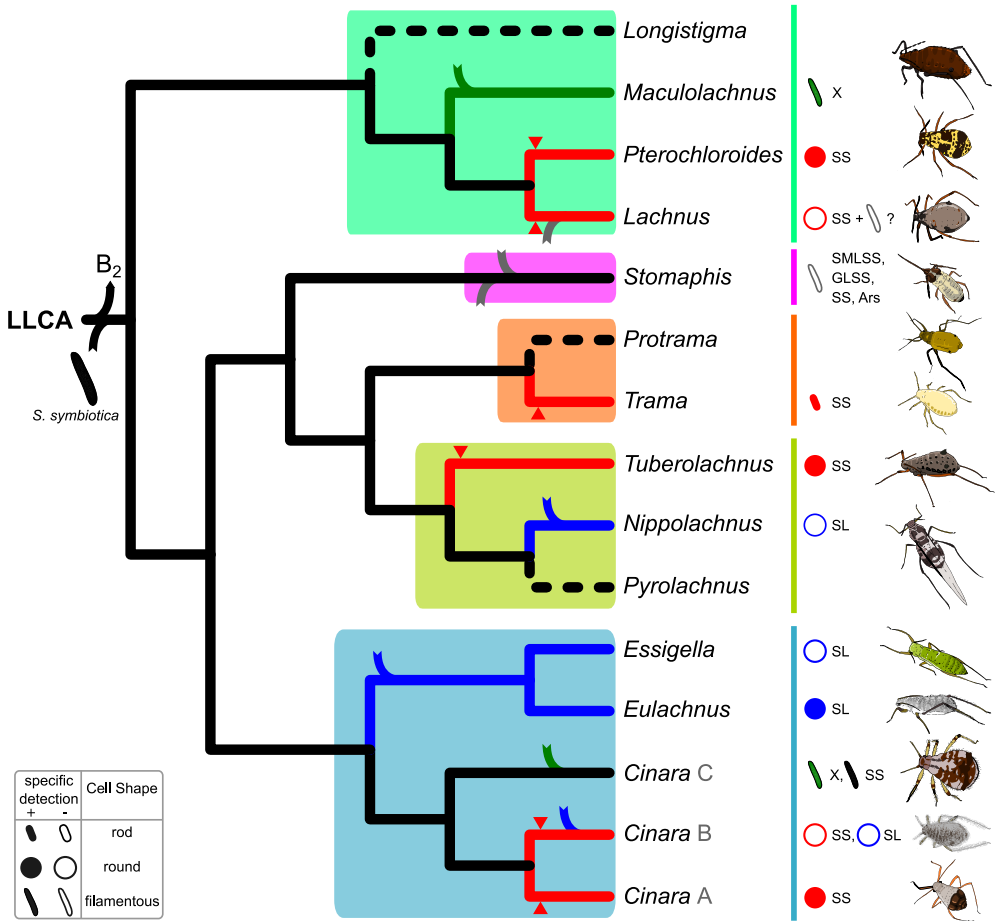 Longistigma
Maculolachnus
X
Pterochloroides
SS
Lachnus
SS + ?
B2
LLCA
S. symbiotica
Stomaphis
SMLSS,
GLSS,
SS, Ars
Protrama
Trama
SS
Tuberolachnus
SS
Nippolachnus
SL
Pyrolachnus
Essigella
SL
Eulachnus
SL
Cinara C
X, SS
Cinara B
SS, SL
Cinara A
SS
specific
detection
+ -
Cell Shape
rod
round
filamentous